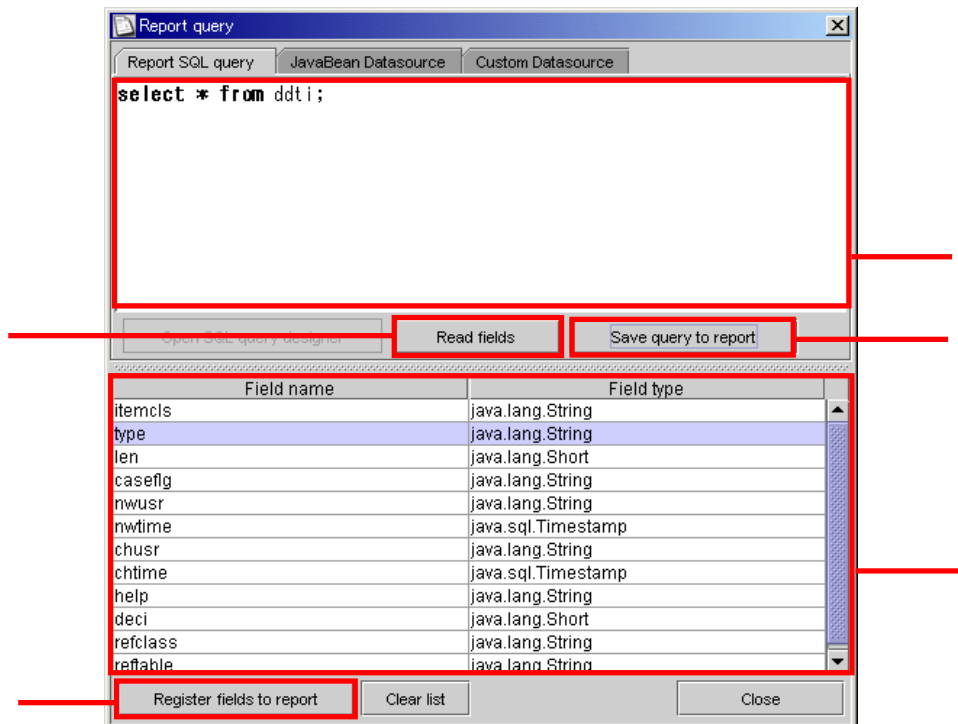 Report query
Report SQL query JavaBean Datasource Custom Datasource
select * from ddti;
Open SQL query designer Read fields Save query to report
Field name Field type
itemcls java.lang.String
type java.lang.String
len java.lang.Short
caseflg java.lang.String
nwusr java.lang.String
nwtime java.sql.Timestamp
chusr java.lang.String
chtime java.sql.Timestamp
help java.lang.String
deci java.lang.Short
refclass java.lang.String
reftable java.lang.String
Register fields to report Clear list Close